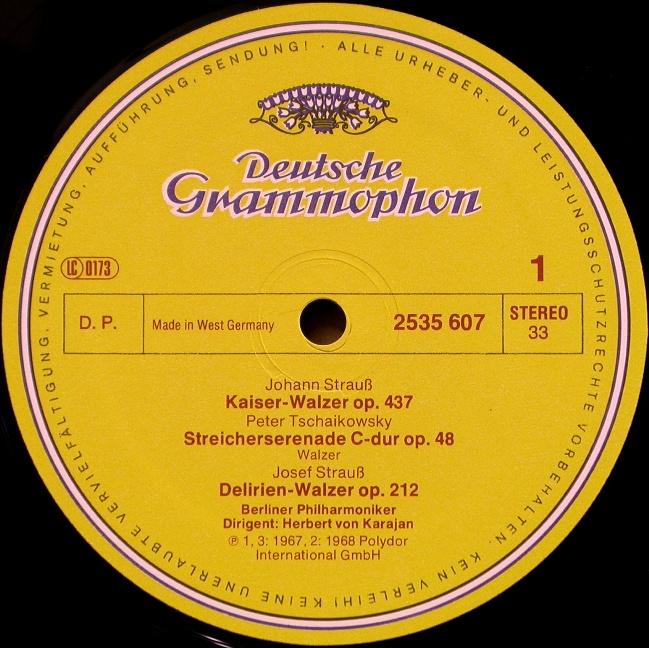 ALLE URHEBER- UND LEISTUNGSSCHUTZRECHTE VORBEHALTEN · KEIN VERLEIH! KEINE UNERLAUBTE VERVIELFÄLTIGUNG, VERMIETUNG, AUFFÜHRUNG, SENDUNG! ·
Deutsche
Grammophon
LC 0173
1
D. P.
Made in West Germany
2535 607
STEREO
33
Johann Strauß
Kaiser-Walzer op. 437
Peter Tschaikowsky
Streicherserenade C-dur op. 48
Walzer
Josef Strauß
Delirien-Walzer op. 212
Berliner Philharmoniker
Dirigent: Herbert von Karajan
℗ 1, 3: 1967, 2: 1968 Polydor
International GmbH